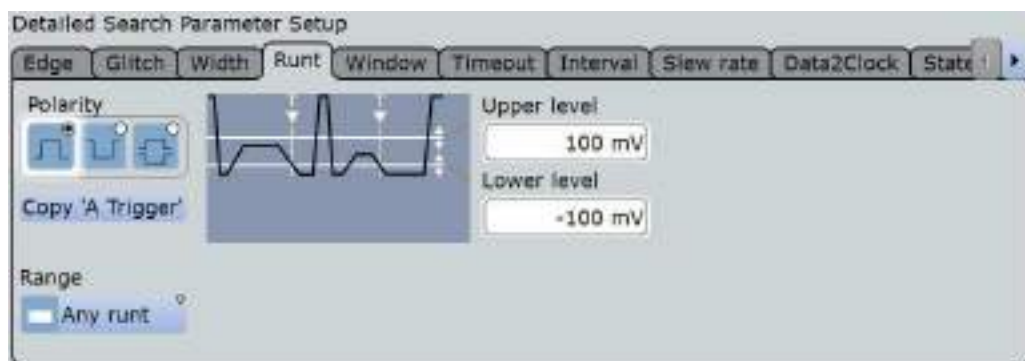 Detailed Search Parameter Setup
Edge Glitch Width Runt Window Timeout Interval Slew rate Data2Clock State
Polarity
Upper level
100 mV
Lower level
-100 mV
Copy 'A Trigger'
Range
Any runt